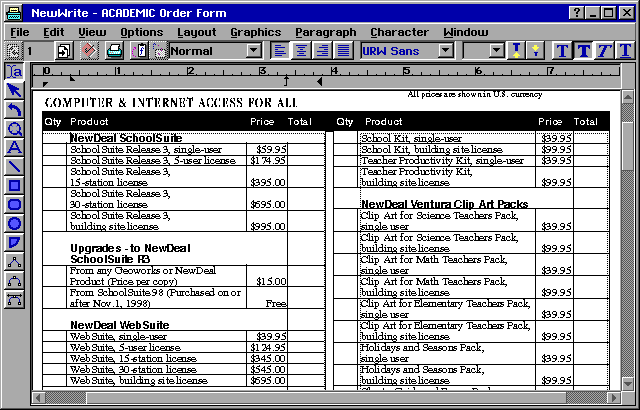 NewWrite - ACADEMIC Order Form
File Edit View Options Layout Graphics Paragraph Character Window
1
Normal
URW Sans
T T T T
0 1 2 3 4 5 6 7
All prices are shown in U.S. currency
COMPUTER & INTERNET ACCESS FOR ALL
Qty Product Price Total
NewDeal SchoolSuite
School Suite Release 3, single-user $59.95
School Suite Release 3, 5-user license $174.95
School Suite Release 3,
15-station license $395.00
School Suite Release 3,
30-station license $695.00
School Suite Release 3,
building site license $995.00
Upgrades - to NewDeal
SchoolSuite R3
From any Geoworks or NewDeal
Product (Price per copy) $15.00
From SchoolSuite98 (Purchased on or
after Nov.1, 1998) Free
NewDeal WebSuite
WebSuite, single-user $39.95
WebSuite, 5-user license $124.95
WebSuite, 15-station license $345.00
WebSuite, 30-station license $545.00
WebSuite, building site license $695.00
Qty Product Price Total
School Kit, single-user $39.95
School Kit, building site license $99.95
Teacher Productivity Kit, single-user $39.95
Teacher Productivity Kit,
building site license $99.95
NewDeal Ventura Clip Art Packs
Clip Art for Science Teachers Pack,
single user $39.95
Clip Art for Science Teachers Pack,
building site license $99.95
Clip Art for Math Teachers Pack,
single user $39.95
Clip Art for Math Teachers Pack,
building site license $99.95
Clip Art for Elementary Teachers Pack,
single user $39.95
Clip Art for Elementary Teachers Pack,
building site license $99.95
Holidays and Seasons Pack,
single user $39.95
Holidays and Seasons Pack,
building site license $99.95